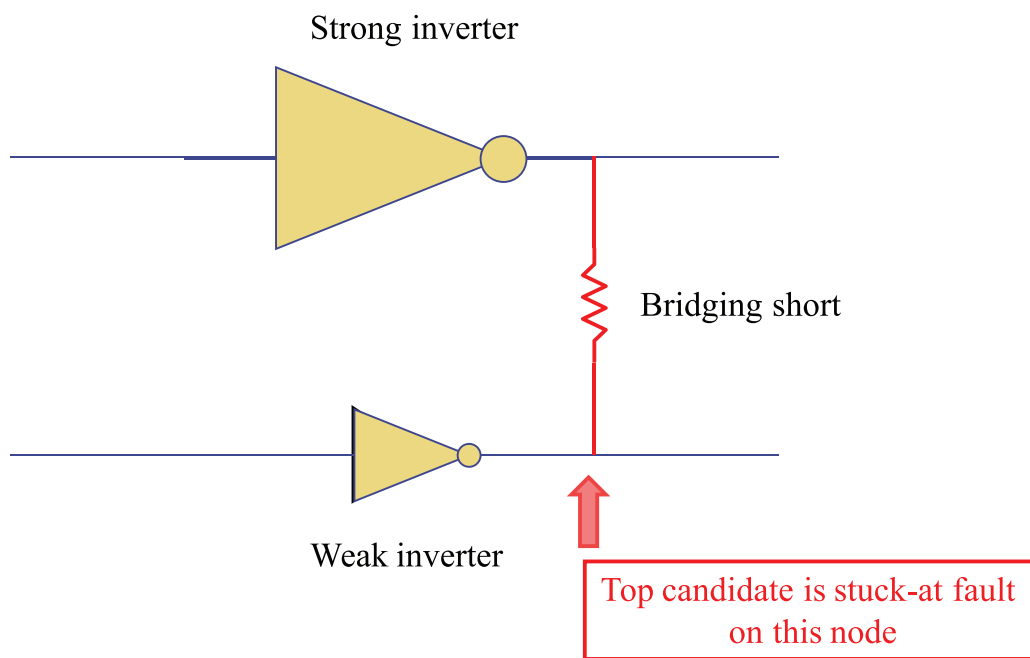 Strong inverter
Bridging short
Weak inverter
Top candidate is stuck-at fault
on this node